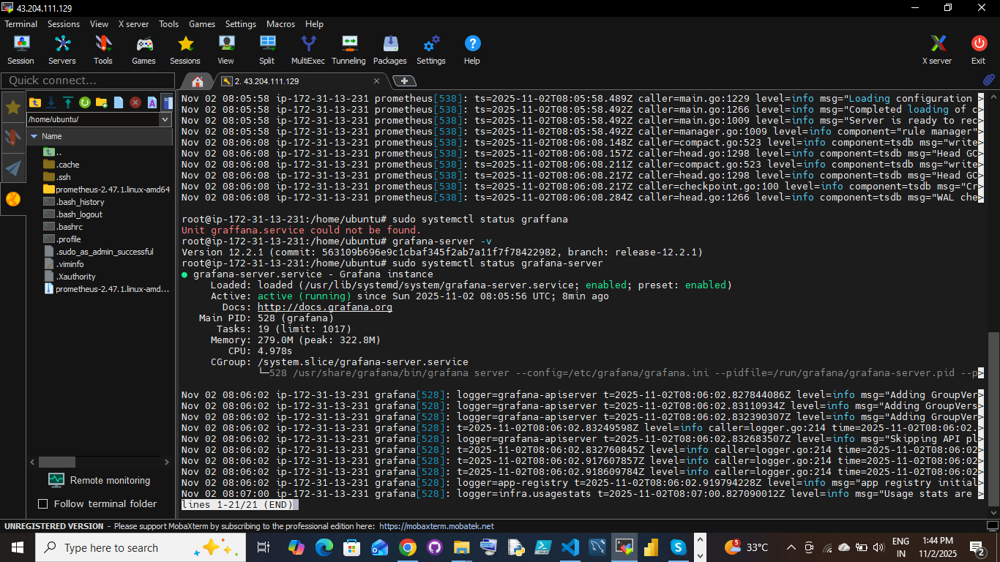 43.204.111.129
Terminal Sessions View X server Tools Games Settings Macros Help
Session Servers Tools Games Sessions View Split MultiExec Tunneling Packages Settings Help X server Exit
Quick connect...
2. 43.204.111.129
/home/ubuntu/
Name
..
.cache
.ssh
prometheus-2.47.1.linux-amd64
.bash_history
.bash_logout
.bashrc
.profile
.sudo_as_admin_successful
.viminfo
.Xauthority
prometheus-2.47.1.linux-amd...
Remote monitoring
Follow terminal folder
Nov 02 08:05:58 ip-172-31-13-231 prometheus[538]: ts=2025-11-02T08:05:58.489Z caller=main.go:1229 level=info msg="Loading configuration >
Nov 02 08:05:58 ip-172-31-13-231 prometheus[538]: ts=2025-11-02T08:05:58.492Z caller=main.go:1266 level=info msg="Completed loading of c>
Nov 02 08:05:58 ip-172-31-13-231 prometheus[538]: ts=2025-11-02T08:05:58.492Z caller=main.go:1009 level=info msg="Server is ready to rec>
Nov 02 08:05:58 ip-172-31-13-231 prometheus[538]: ts=2025-11-02T08:05:58.492Z caller=manager.go:1009 level=info component="rule manager">
Nov 02 08:06:08 ip-172-31-13-231 prometheus[538]: ts=2025-11-02T08:06:08.148Z caller=compact.go:523 level=info component=tsdb msg="write>
Nov 02 08:06:08 ip-172-31-13-231 prometheus[538]: ts=2025-11-02T08:06:08.157Z caller=head.go:1298 level=info component=tsdb msg="Head GC>
Nov 02 08:06:08 ip-172-31-13-231 prometheus[538]: ts=2025-11-02T08:06:08.211Z caller=compact.go:523 level=info component=tsdb msg="write>
Nov 02 08:06:08 ip-172-31-13-231 prometheus[538]: ts=2025-11-02T08:06:08.217Z caller=head.go:1298 level=info component=tsdb msg="Head GC>
Nov 02 08:06:08 ip-172-31-13-231 prometheus[538]: ts=2025-11-02T08:06:08.217Z caller=checkpoint.go:100 level=info component=tsdb msg="Cr>
Nov 02 08:06:08 ip-172-31-13-231 prometheus[538]: ts=2025-11-02T08:06:08.284Z caller=head.go:1266 level=info component=tsdb msg="WAL che>
root@ip-172-31-13-231:/home/ubuntu# sudo systemctl status graffana
Unit graffana.service could not be found.
root@ip-172-31-13-231:/home/ubuntu# grafana-server -v
Version 12.2.1 (commit: 563109b696e9c1cbaf345f2ab7a11f7f78422982, branch: release-12.2.1)
root@ip-172-31-13-231:/home/ubuntu# sudo systemctl status grafana-server
● grafana-server.service - Grafana instance
Loaded: loaded (/usr/lib/systemd/system/grafana-server.service; enabled; preset: enabled)
Active: active (running) since Sun 2025-11-02 08:05:56 UTC; 8min ago
Docs: http://docs.grafana.org
Main PID: 528 (grafana)
Tasks: 19 (limit: 1017)
Memory: 279.0M (peak: 322.8M)
CPU: 4.978s
CGroup: /system.slice/grafana-server.service
└─528 /usr/share/grafana/bin/grafana server --config=/etc/grafana/grafana.ini --pidfile=/run/grafana/grafana-server.pid --p>
Nov 02 08:06:02 ip-172-31-13-231 grafana[528]: logger=grafana-apiserver t=2025-11-02T08:06:02.827844086Z level=info msg="Adding GroupVer>
Nov 02 08:06:02 ip-172-31-13-231 grafana[528]: logger=grafana-apiserver t=2025-11-02T08:06:02.83110934Z level=info msg="Adding GroupVers>
Nov 02 08:06:02 ip-172-31-13-231 grafana[528]: logger=grafana-apiserver t=2025-11-02T08:06:02.832390307Z level=info msg="Adding GroupVer>
Nov 02 08:06:02 ip-172-31-13-231 grafana[528]: t=2025-11-02T08:06:02.83249598Z level=info caller=logger.go:214 time=2025-11-02T08:06:02.>
Nov 02 08:06:02 ip-172-31-13-231 grafana[528]: logger=grafana-apiserver t=2025-11-02T08:06:02.832683507Z level=info msg="Skipping API pl>
Nov 02 08:06:02 ip-172-31-13-231 grafana[528]: t=2025-11-02T08:06:02.832760845Z level=info caller=logger.go:214 time=2025-11-02T08:06:02>
Nov 02 08:06:02 ip-172-31-13-231 grafana[528]: t=2025-11-02T08:06:02.917607857Z level=info caller=logger.go:214 time=2025-11-02T08:06:02>
Nov 02 08:06:02 ip-172-31-13-231 grafana[528]: t=2025-11-02T08:06:02.918609784Z level=info caller=logger.go:214 time=2025-11-02T08:06:02>
Nov 02 08:06:02 ip-172-31-13-231 grafana[528]: logger=app-registry t=2025-11-02T08:06:02.919794228Z level=info msg="app registry initial>
Nov 02 08:07:00 ip-172-31-13-231 grafana[528]: logger=infra.usagestats t=2025-11-02T08:07:00.827090012Z level=info msg="Usage stats are >
lines 1-21/21 (END)
UNREGISTERED VERSION - Please support MobaXterm by subscribing to the professional edition here: https://mobaxterm.mobatek.net
Type here to search
5
33°C
ENG
IN
1:44 PM
11/2/2025
2